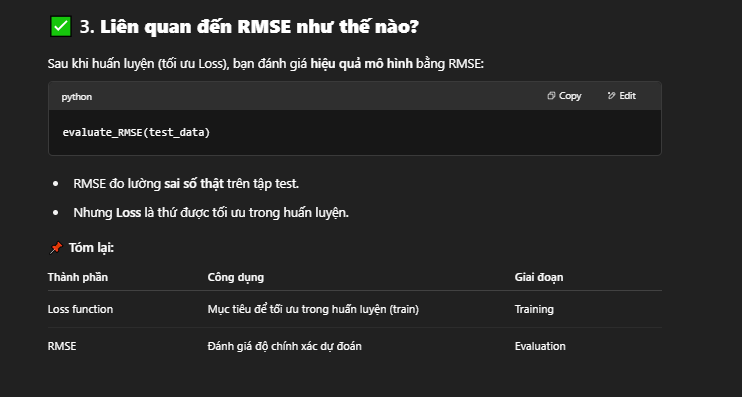 ✅ 3. Liên quan đến RMSE như thế nào?
Sau khi huấn luyện (tối ưu Loss), bạn đánh giá hiệu quả mô hình bằng RMSE:
python Copy Edit
evaluate_RMSE(test_data)
• RMSE đo lường sai số thật trên tập test.
• Nhưng Loss là thứ được tối ưu trong huấn luyện.
📌 Tóm lại:
Thành phần Công dụng Giai đoạn
Loss function Mục tiêu để tối ưu trong huấn luyện (train) Training
RMSE Đánh giá độ chính xác dự đoán Evaluation